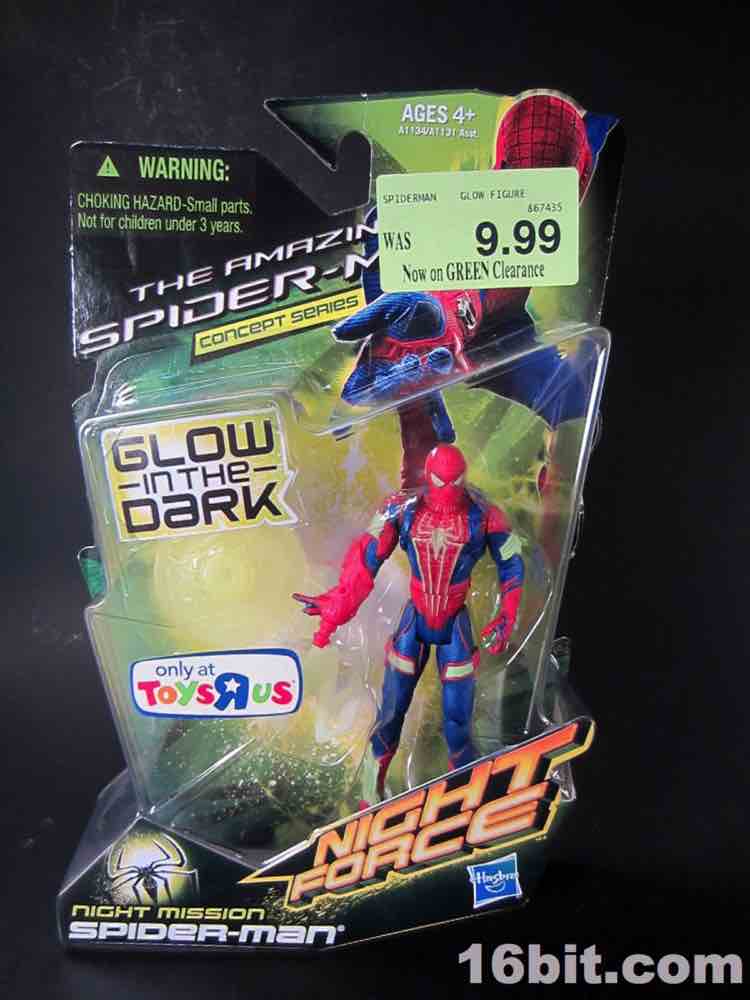 AGES 4+
A1134/A1131 Asst.
WARNING:
CHOKING HAZARD-Small parts.
Not for children under 3 years.
SPIDERMAN GLOW FIGURE
867435
WAS 9.99
Now on GREEN Clearance
THE AMAZIN
SPIDER-M
CONCEPT SERIES
GLOW
-IN THE-
DARK
only at
TOYS R US
NIGHT
FORCE
Hasbro
NIGHT MISSION
SPIDER-MAN
16bit.com